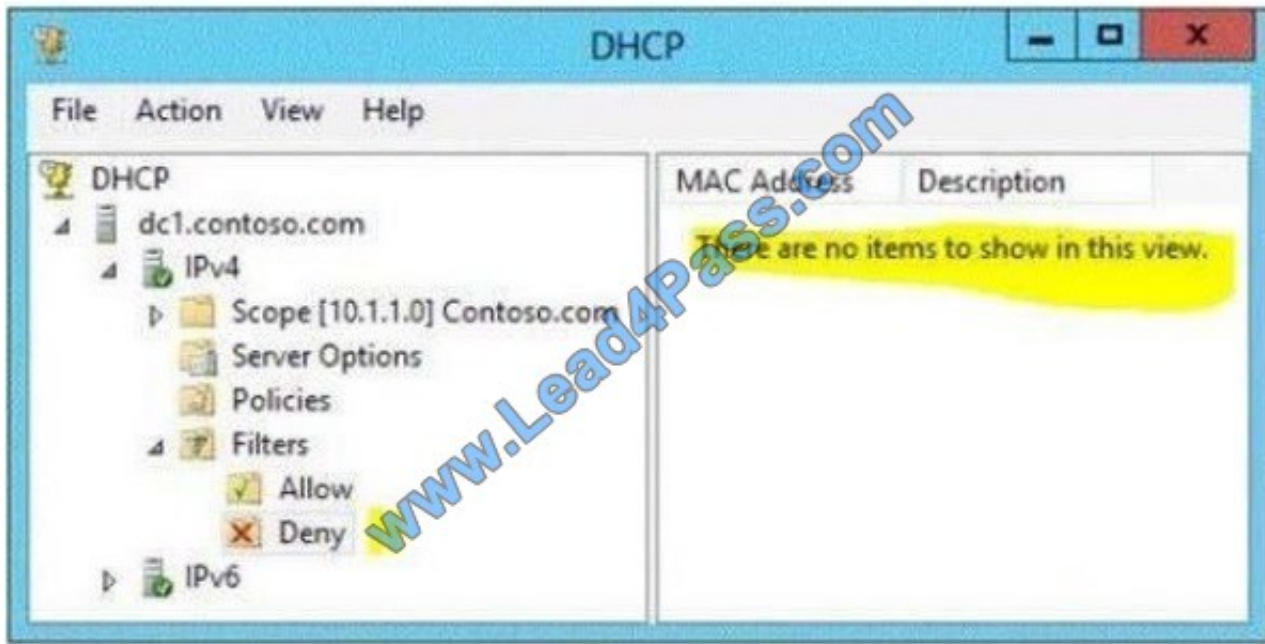 DHCP
File Action View Help
DHCP
dc1.contoso.com
IPv4
Scope [10.1.1.0] Contoso.com
Server Options
Policies
Filters
Allow
Deny
IPv6
MAC Address Description
There are no items to show in this view.
www.Lead4Pass.com